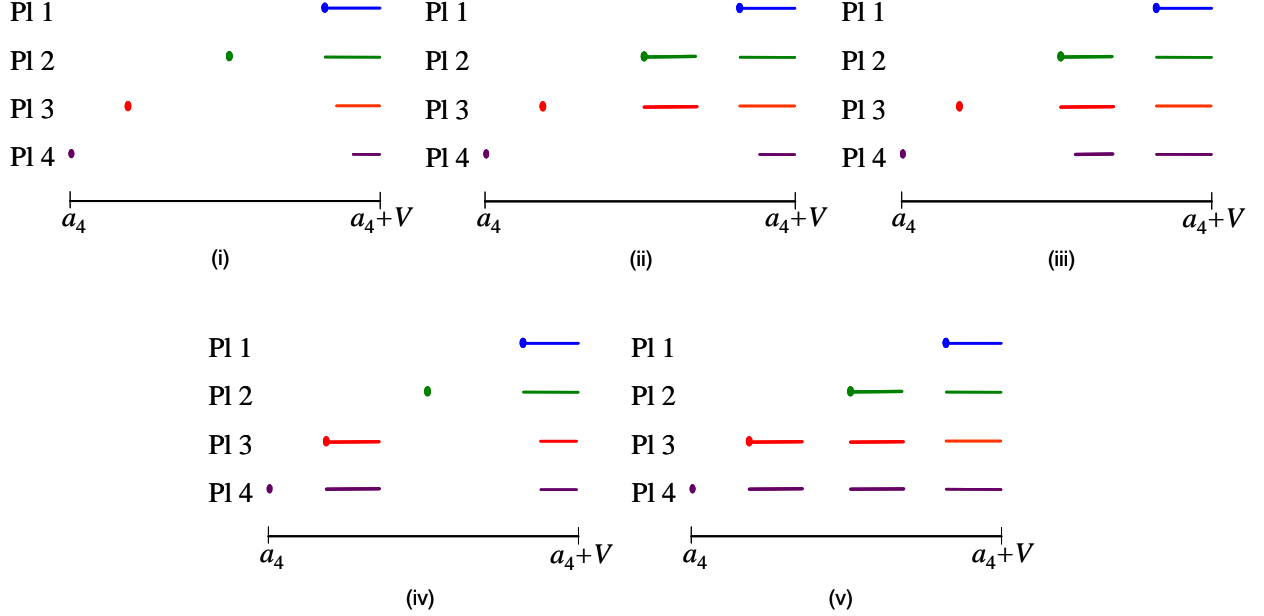 Pl 1 Pl 1 Pl 1
Pl 2 Pl 2 Pl 2
Pl 3 Pl 3 Pl 3
Pl 4 Pl 4 Pl 4
a₄ a₄+V a₄ a₄+V a₄ a₄+V
(i) (ii) (iii)
Pl 1 Pl 1
Pl 2 Pl 2
Pl 3 Pl 3
Pl 4 Pl 4
a₄ a₄+V a₄ a₄+V
(iv) (v)